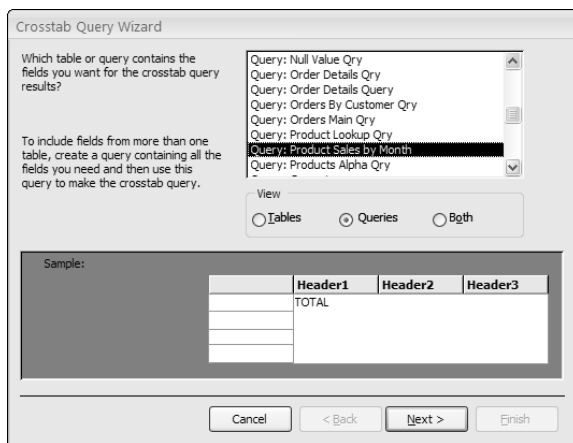 Crosstab Query Wizard
Which table or query contains the
fields you want for the crosstab query
results?
To include fields from more than one
table, create a query containing all the
fields you need and then use this
query to make the crosstab query.
Query: Null Value Qry
Query: Order Details Qry
Query: Order Details Query
Query: Orders By Customer Qry
Query: Orders Main Qry
Query: Product Lookup Qry
Query: Product Sales by Month
Query: Products Alpha Qry
View
Tables Queries Both
Sample:
Header1 Header2 Header3
TOTAL
Cancel < Back Next > Finish